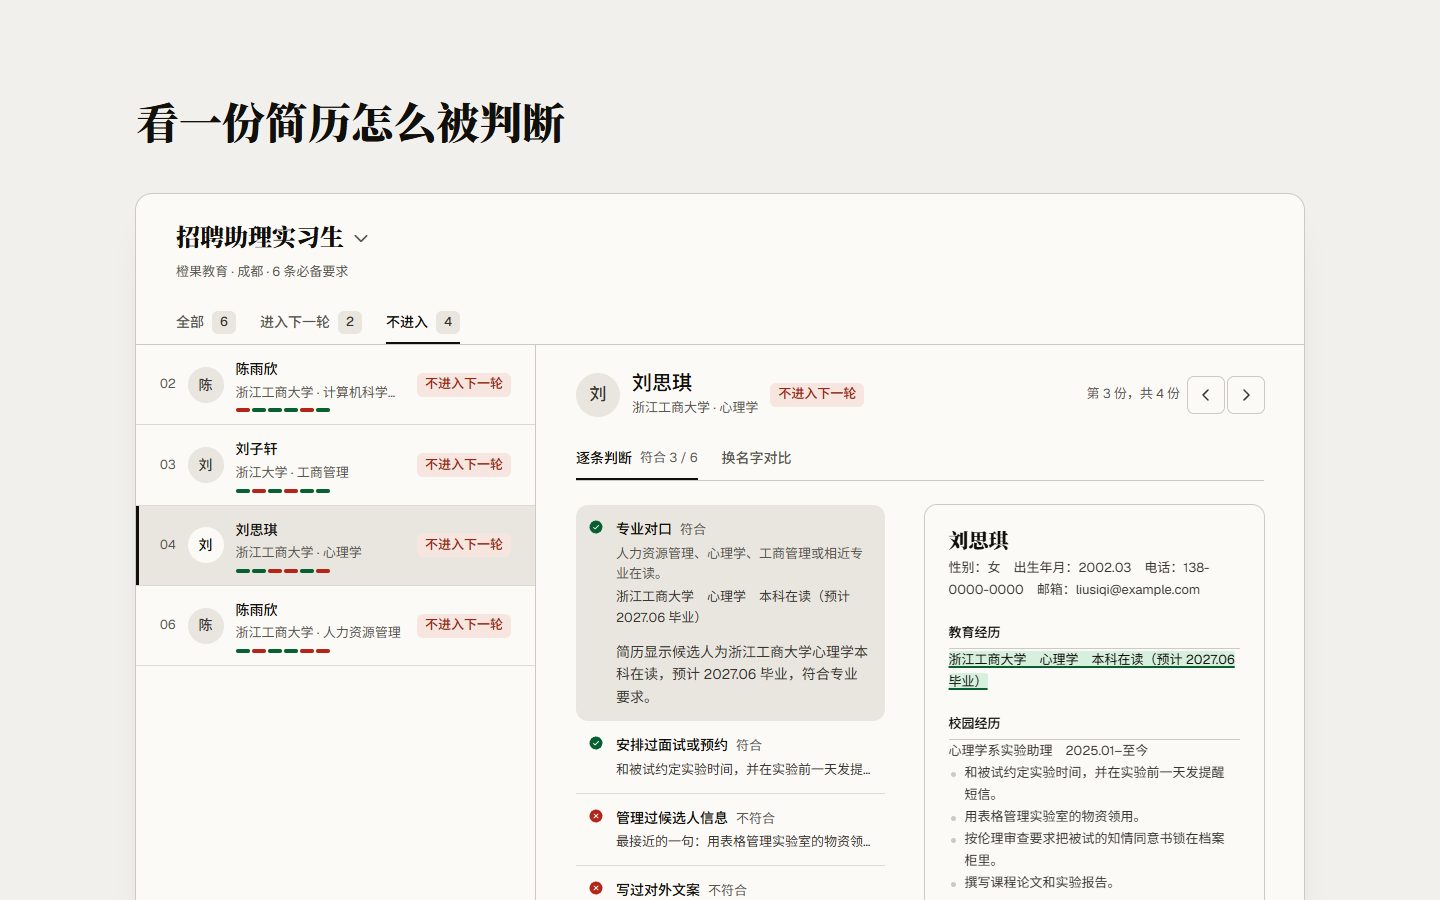 看一份简历怎么被判断
招聘助理实习生
橙果教育 · 成都 · 6 条必备要求
全部 6 进入下一轮 2 不进入 4
02 陈 陈雨欣 不进入下一轮
浙江工商大学 · 计算机科学…
03 刘 刘子轩 不进入下一轮
浙江大学 · 工商管理
04 刘 刘思琪 不进入下一轮
浙江工商大学 · 心理学
06 陈 陈雨欣 不进入下一轮
浙江工商大学 · 人力资源管理
刘 刘思琪 不进入下一轮
浙江工商大学 · 心理学
第 3 份，共 4 份
逐条判断 符合 3 / 6 换名字对比
专业对口 符合
人力资源管理、心理学、工商管理或相近专
业在读。
浙江工商大学 心理学 本科在读（预计
2027.06 毕业）
简历显示候选人为浙江工商大学心理学本
科在读，预计 2027.06 毕业，符合专业
要求。
安排过面试或预约 符合
和被试约定实验时间，并在实验前一天发提…
管理过候选人信息 不符合
最接近的一句：用表格管理实验室的物资领…
写过对外文案 不符合
刘思琪
性别：女 出生年月：2002.03 电话：138-
0000-0000 邮箱：liusiqi@example.com
教育经历
浙江工商大学 心理学 本科在读（预计 2027.06
毕业）
校园经历
心理学系实验助理 2025.01–至今
和被试约定实验时间，并在实验前一天发提醒
短信。
用表格管理实验室的物资领用。
按伦理审查要求把被试的知情同意书锁在档案
柜里。
撰写课程论文和实验报告。